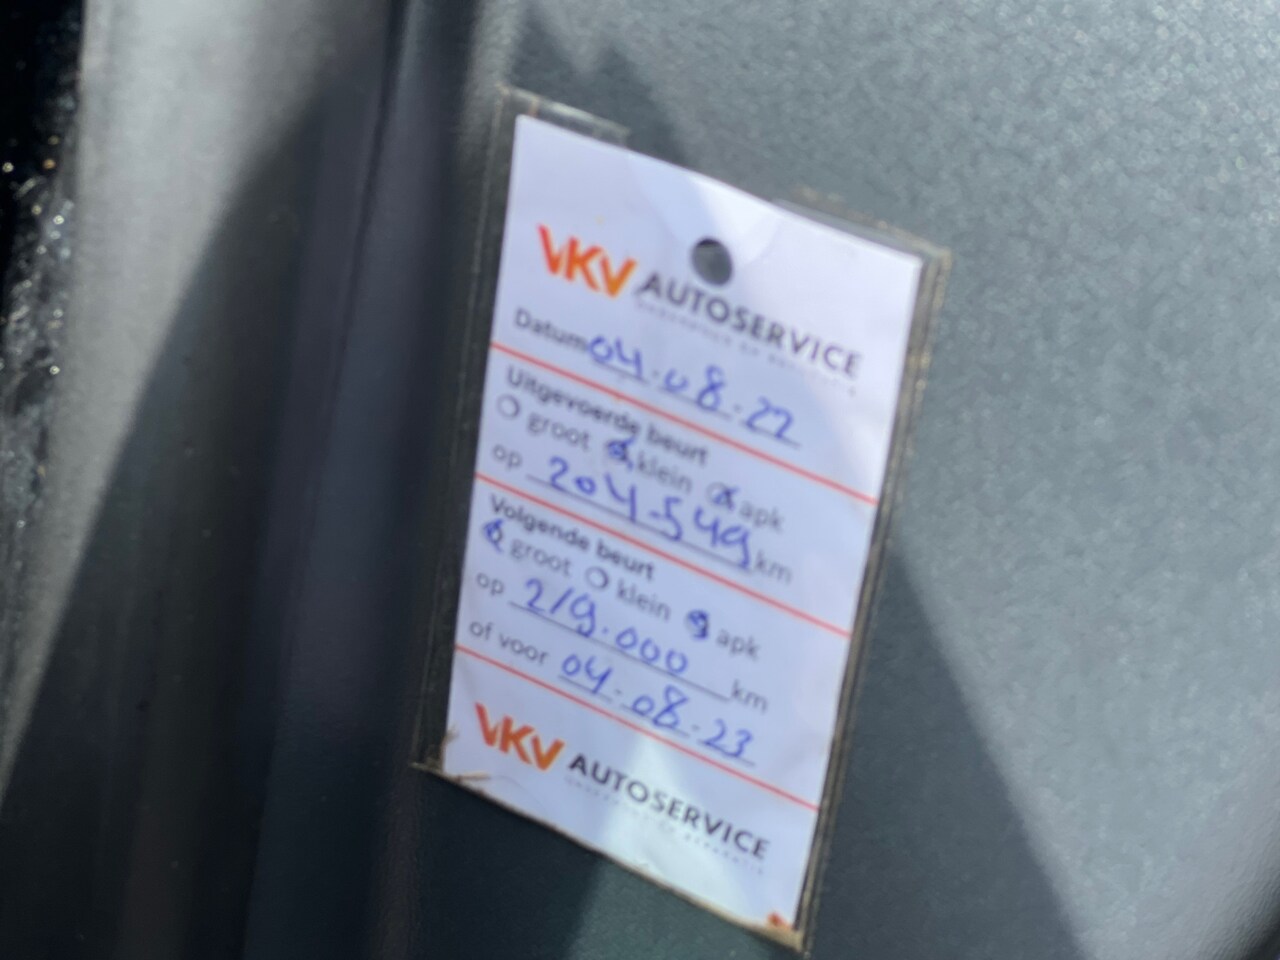 VKV AUTOSERVICE
Datum 04.08.22
Uitgevoerde beurt
groot klein apk
op 204.549 km
Volgende beurt
groot klein apk
op 219.000 km
of voor 04.08.23
VKV AUTOSERVICE